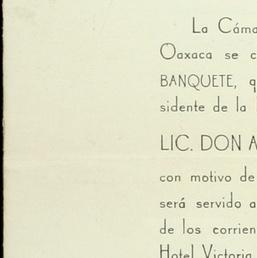 La Cáma
Oaxaca se c
BANQUETE, q
sidente de la
LIC. DON A
con motivo de
será servido a
de los corrien
Hotel Victoria